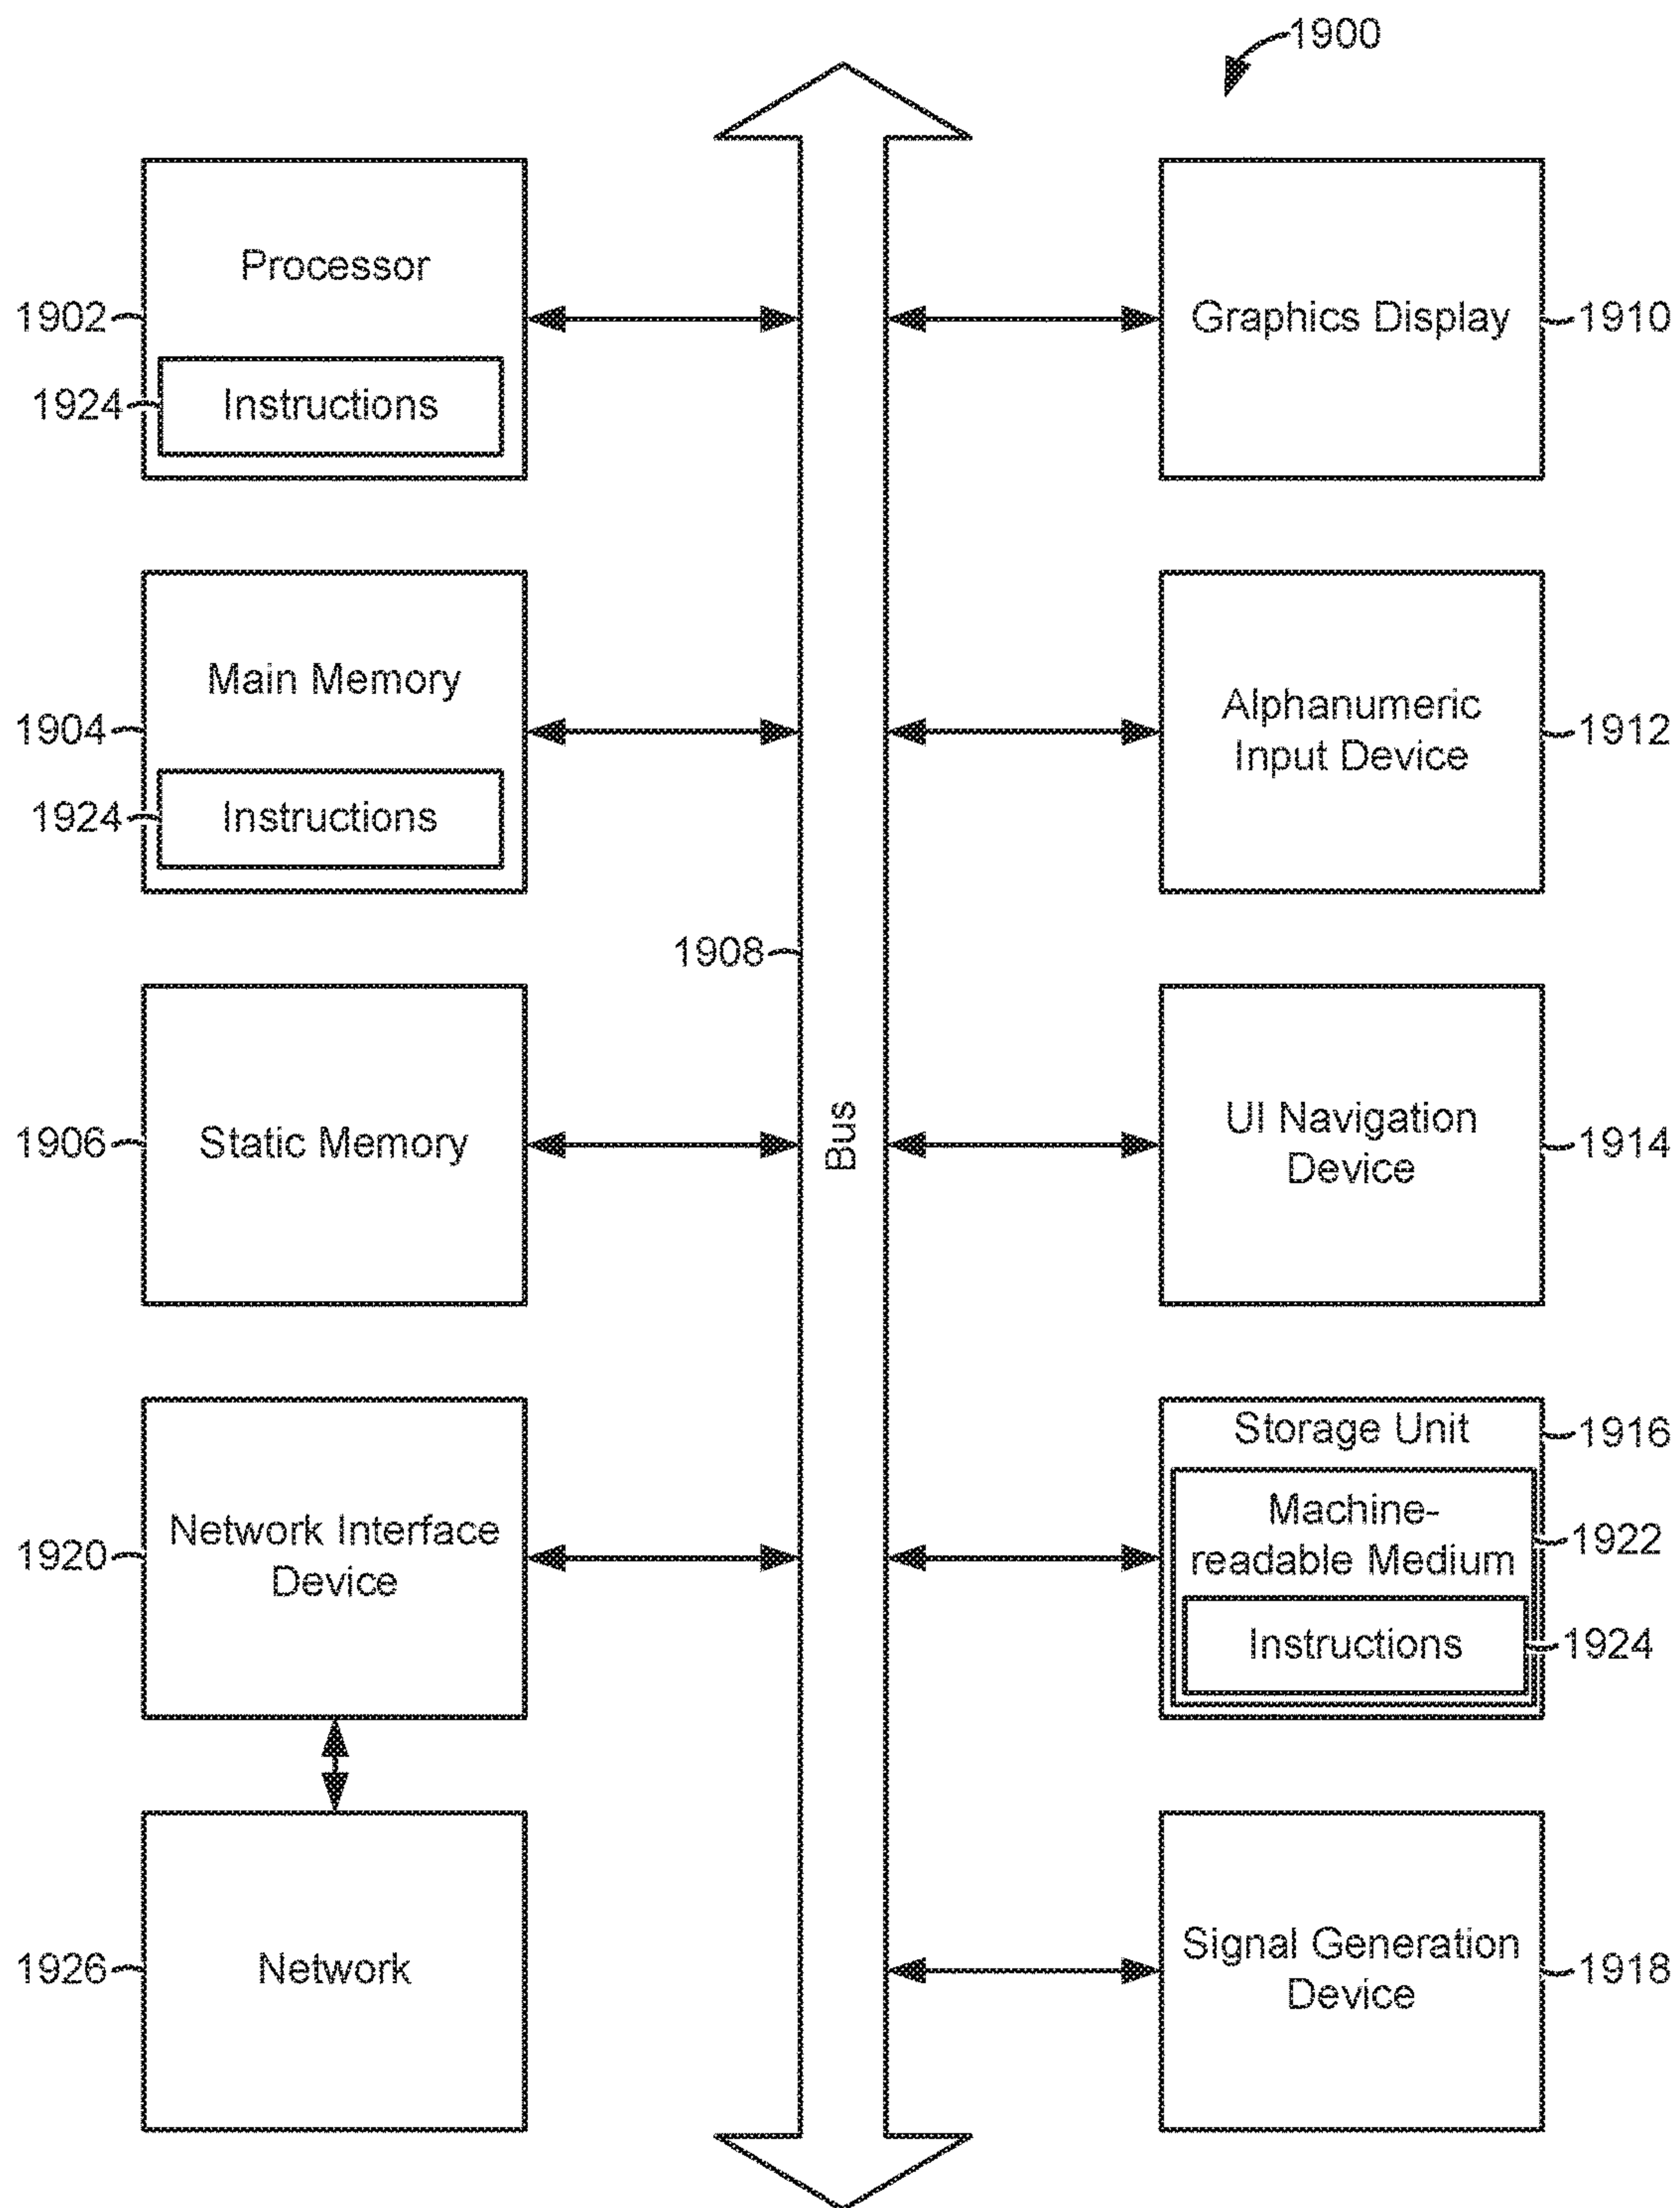 1900
Processor
1902
1924
Instructions
Graphics Display
1910
Main Memory
1904
1924
Instructions
Alphanumeric
Input Device
1912
1908
Bus
Static Memory
1906
UI Navigation
Device
1914
Network Interface
Device
1920
Storage Unit
1916
Machine-
readable Medium
1922
Instructions
1924
Network
1926
Signal Generation
Device
1918